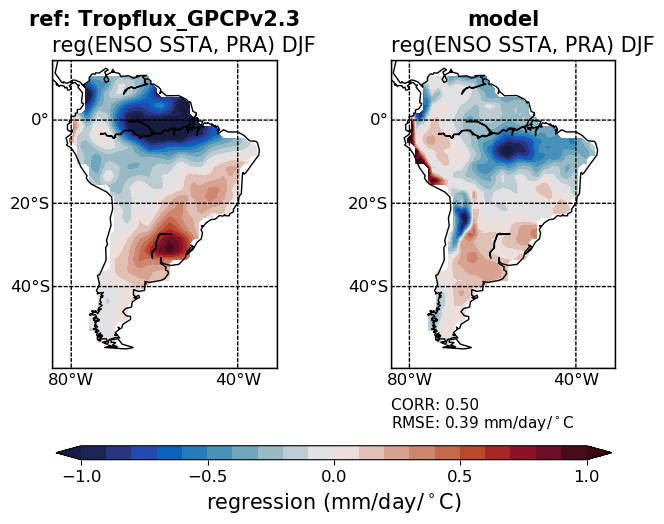 ref: Tropflux_GPCPv2.3
reg(ENSO SSTA, PRA) DJF
model
reg(ENSO SSTA, PRA) DJF
0°
20°S
40°S
80°W
40°W
0°
20°S
40°S
80°W
40°W
CORR: 0.50
RMSE: 0.39 mm/day/°C
−1.0
−0.5
0.0
0.5
1.0
regression (mm/day/°C)